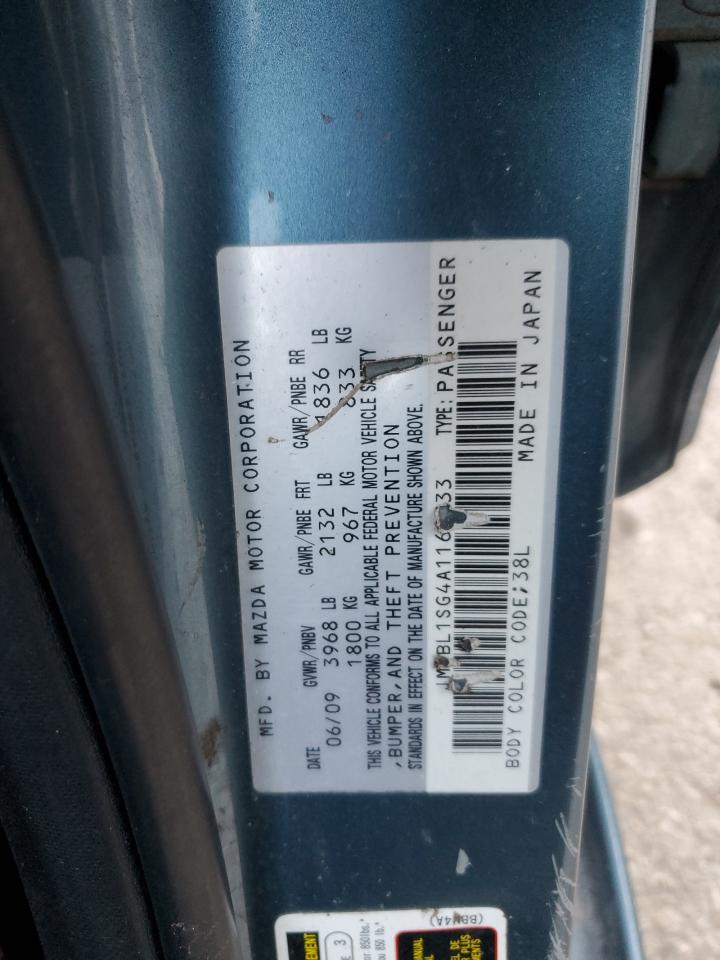 MFD. BY MAZDA MOTOR CORPORATION
DATE GVWR/PNBV GAWR/PNBE FRT GAWR/PNBE RR
06/09 3968 LB 2132 LB 1836 LB
1800 KG 967 KG 833 KG
THIS VEHICLE CONFORMS TO ALL APPLICABLE FEDERAL MOTOR VEHICLE SAFETY
,BUMPER,AND THEFT PREVENTION
STANDARDS IN EFFECT ON THE DATE OF MANUFACTURE SHOWN ABOVE.
TYPE: PASSENGER
BODY COLOR CODE;38L MADE IN JAPAN
(BBM4A)